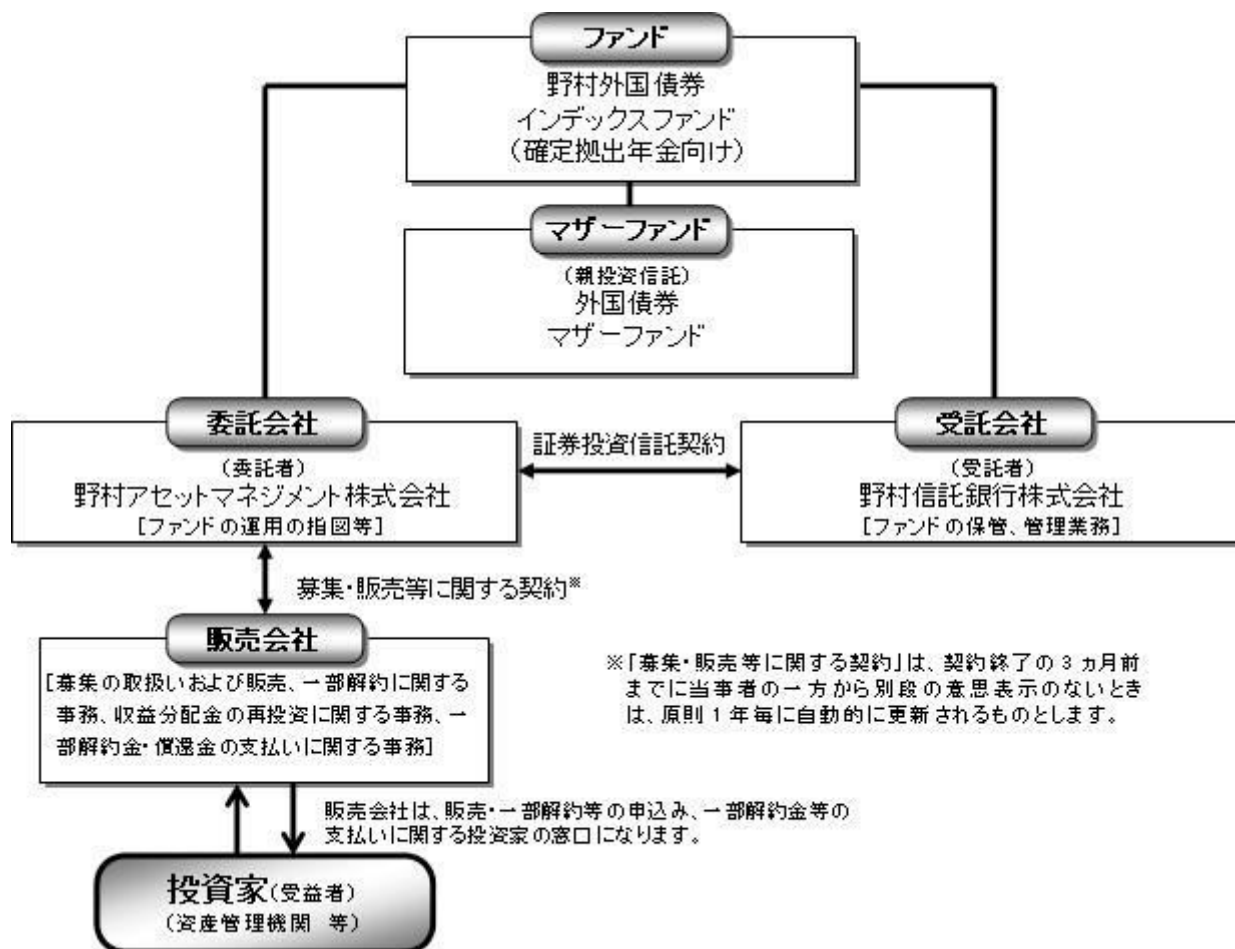 ファンド
野村外国債券
インデックスファンド
（確定拠出年金向け）
マザーファンド
（親投資信託）
外国債券
マザーファンド
委託会社
（委託者）
野村アセットマネジメント株式会社
［ファンドの運用の指図等］
証券投資信託契約
受託会社
（受託者）
野村信託銀行株式会社
［ファンドの保管、管理業務］
募集・販売等に関する契約※
販売会社
［募集の取扱いおよび販売、一部解約に関する
事務、収益分配金の再投資に関する事務、一
部解約金・償還金の支払いに関する事務］
※「募集・販売等に関する契約」は、契約終了の３ヵ月前
までに当事者の一方から別段の意思表示のないとき
は、原則１年毎に自動的に更新されるものとします。
販売会社は、販売・一部解約等の申込み、一部解約金等の
支払いに関する投資家の窓口になります。
投資家（受益者）
（資産管理機関　等）